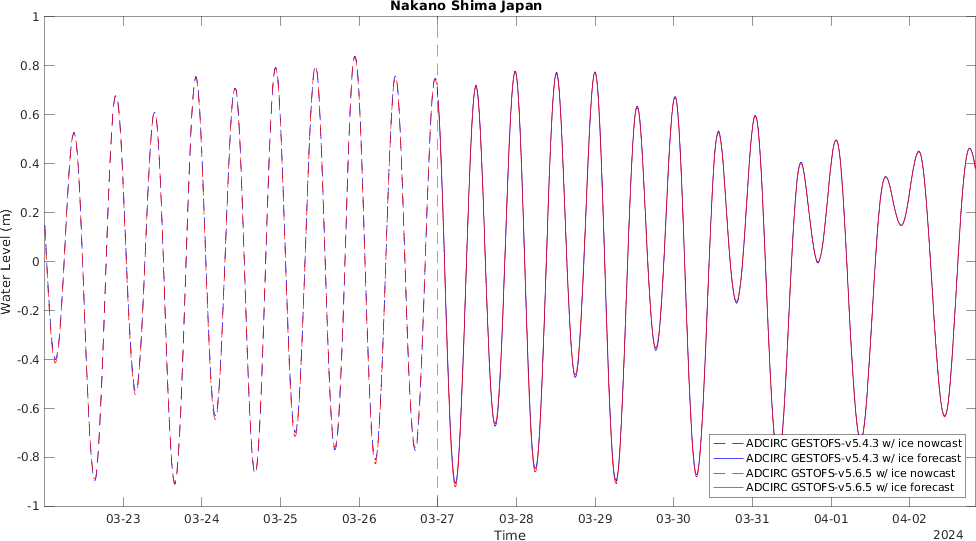 Nakano Shima Japan
1
0.8
0.6
0.4
0.2
0
-0.2
-0.4
-0.6
-0.8
-1
Water Level (m)
ADCIRC GESTOFS-v5.4.3 w/ ice nowcast
ADCIRC GESTOFS-v5.4.3 w/ ice forecast
ADCIRC GSTOFS-v5.6.5 w/ ice nowcast
ADCIRC GSTOFS-v5.6.5 w/ ice forecast
03-23 03-24 03-25 03-26 03-27 03-28 03-29 03-30 03-31 04-01 04-02
Time
2024